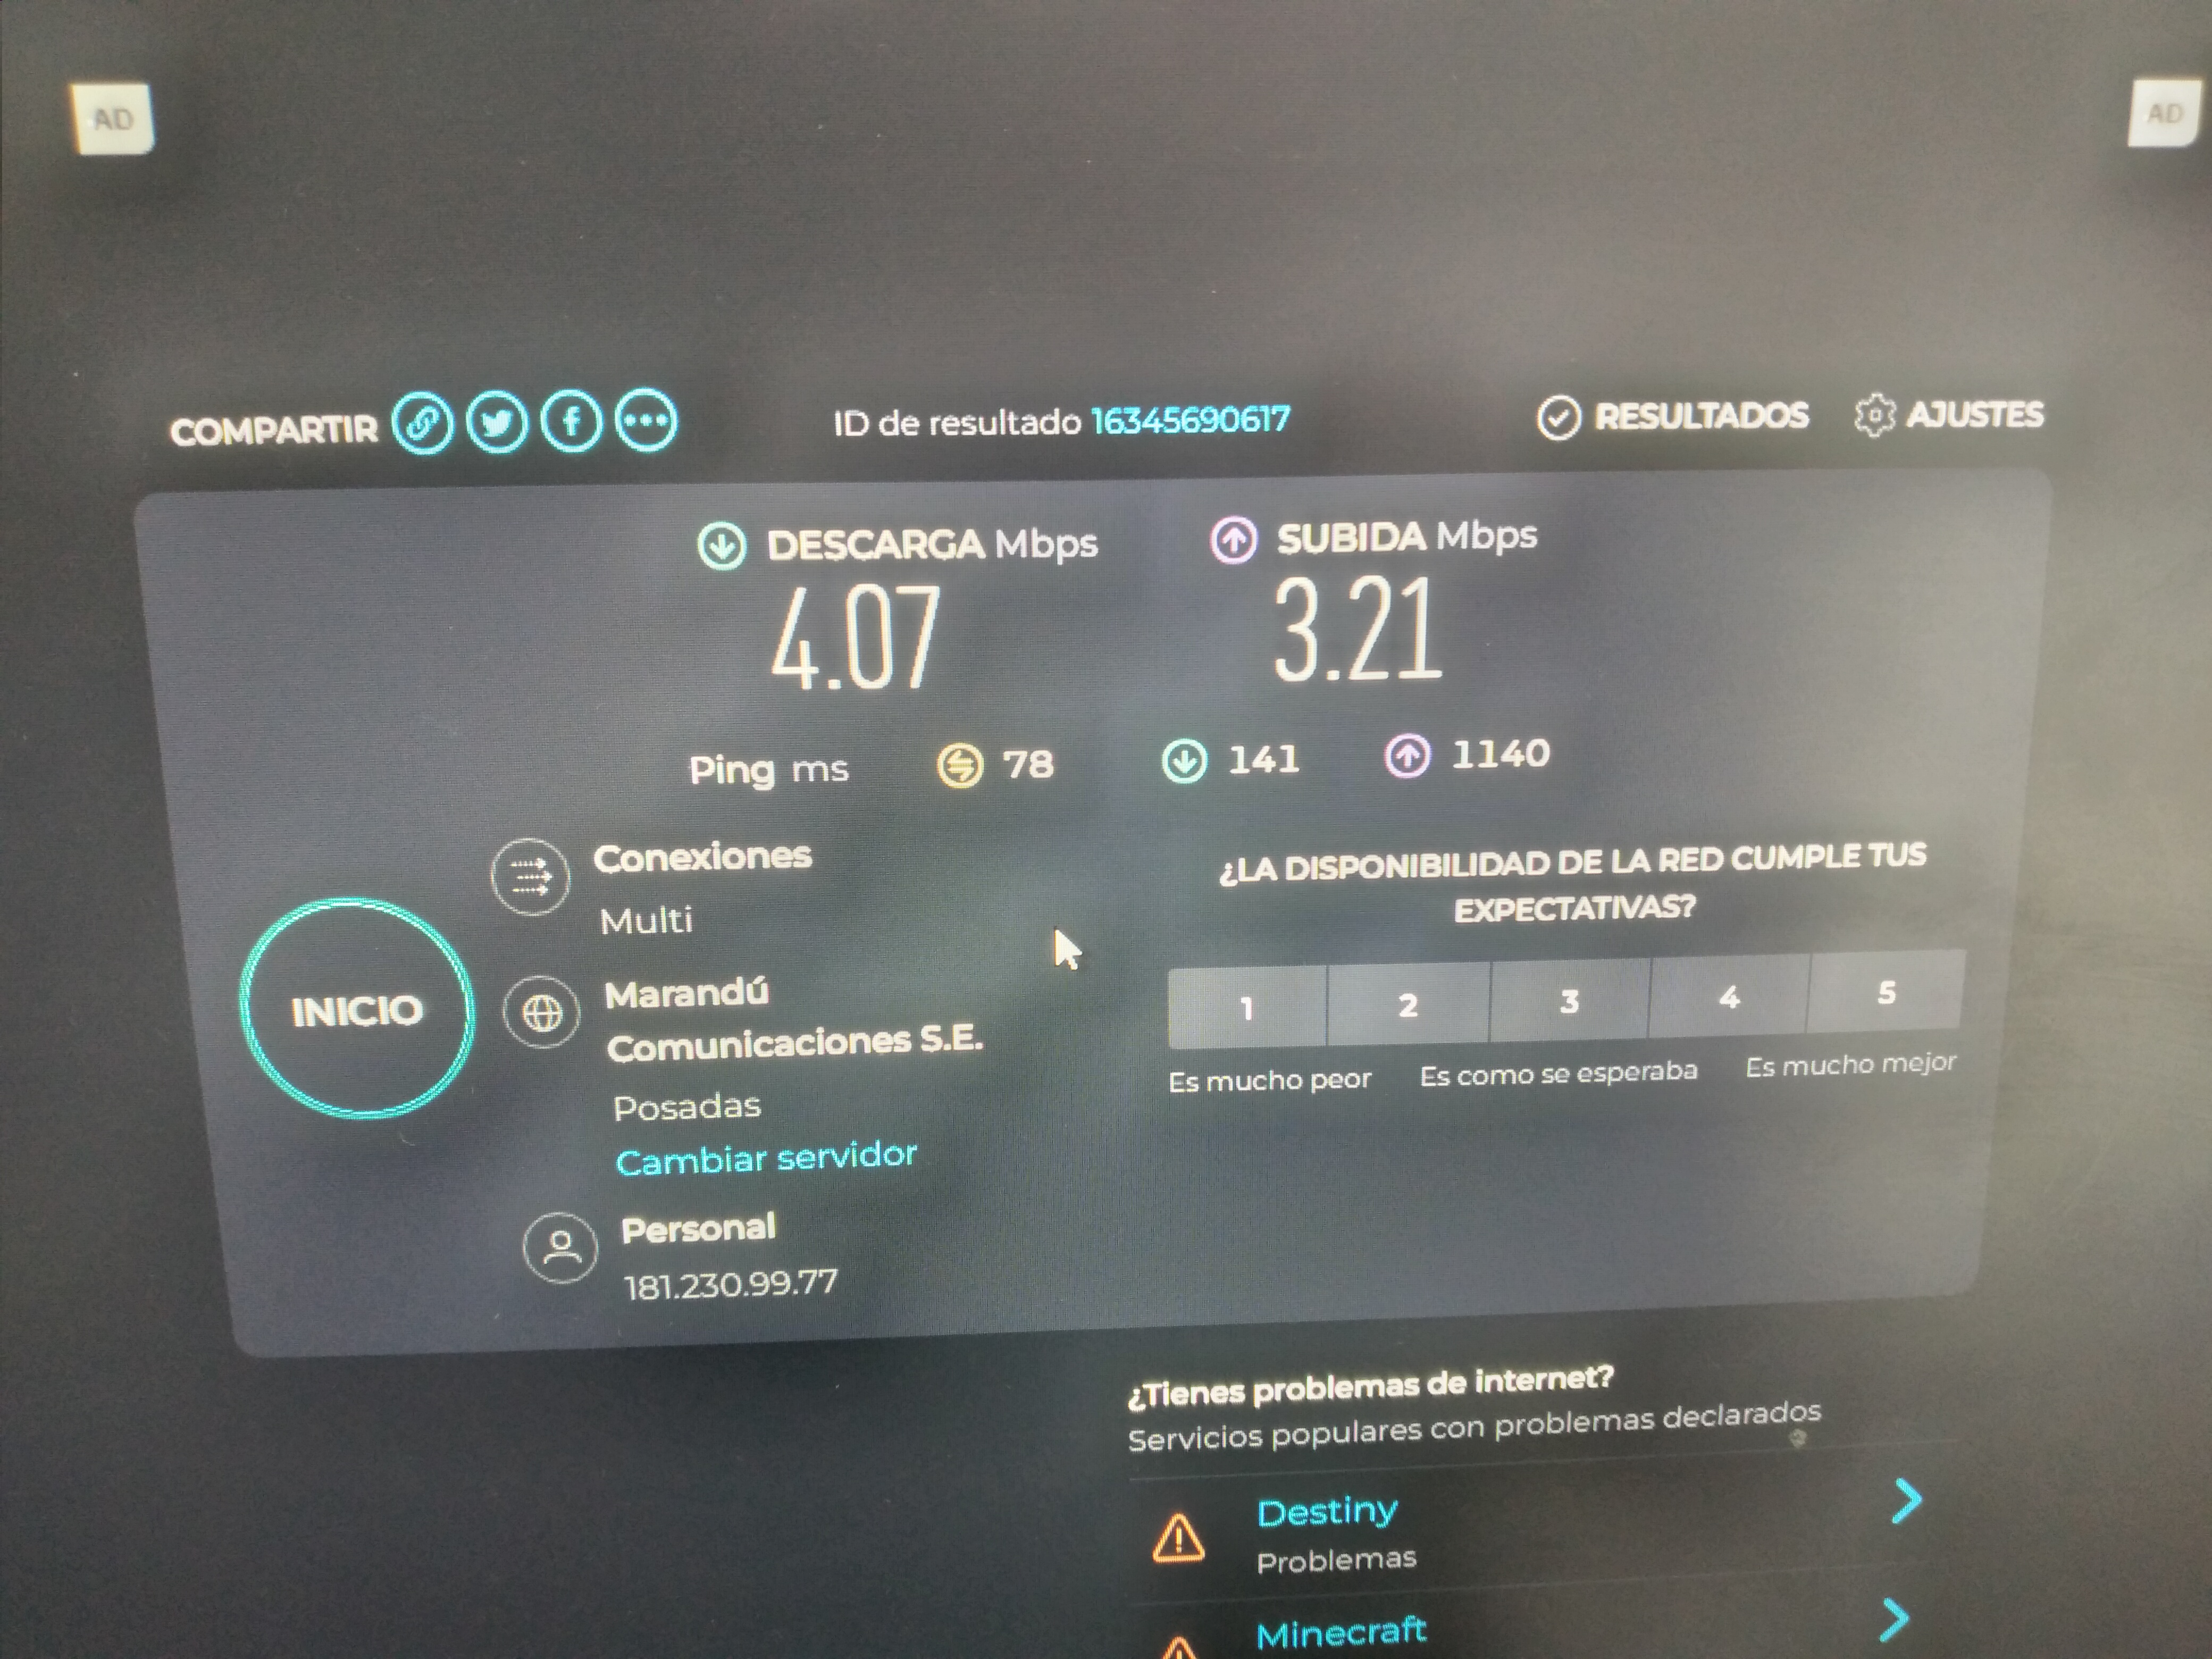 AD
AD
COMPARTIR
ID de resultado 16345690617
RESULTADOS
AJUSTES
DESCARGA Mbps
4.07
SUBIDA Mbps
3.21
Ping ms 78 141 1140
Conexiones
Multi
Marandú
Comunicaciones S.E.
Posadas
Cambiar servidor
Personal
181.230.99.77
INICIO
¿LA DISPONIBILIDAD DE LA RED CUMPLE TUS
EXPECTATIVAS?
1 2 3 4 5
Es mucho peor Es como se esperaba Es mucho mejor
¿Tienes problemas de internet?
Servicios populares con problemas declarados
Destiny
Problemas
Minecraft